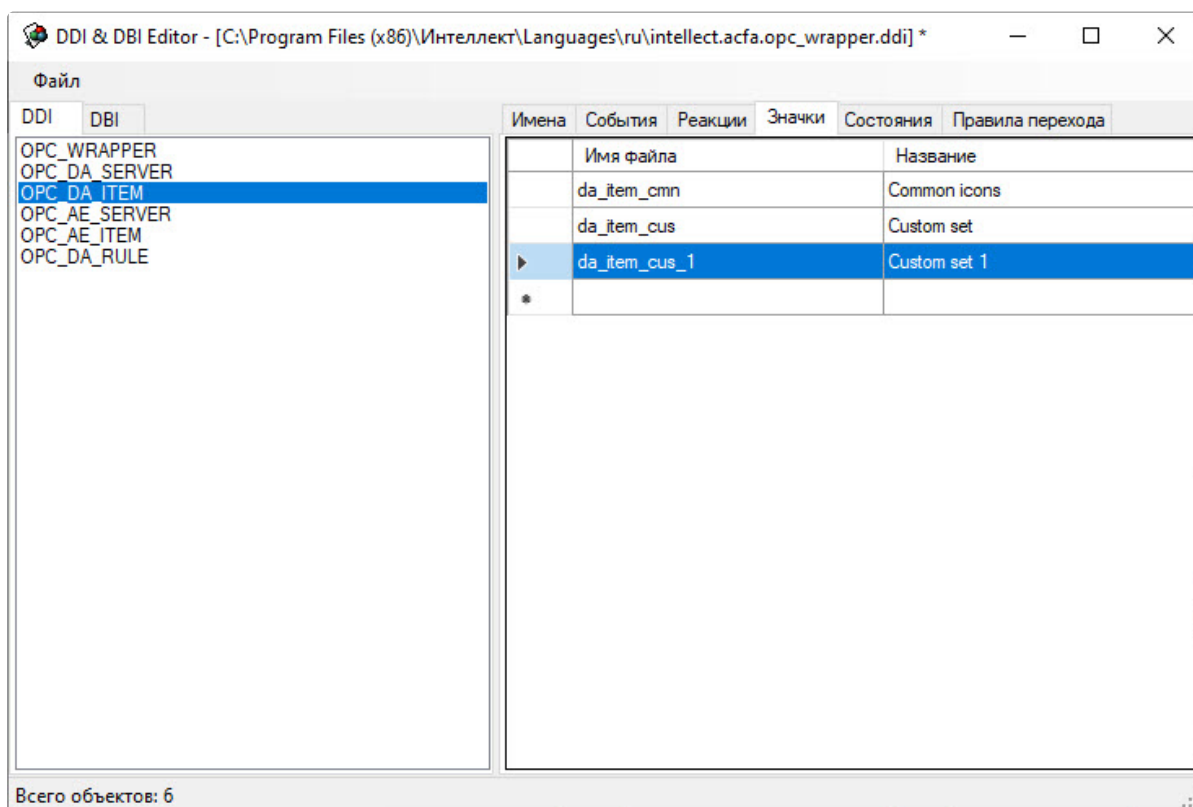 DDI & DBI Editor - [C:\Program Files (x86)\Интеллект\Languages\ru\intellect.acfa.opc_wrapper.ddi] *
Файл
DDI DBI
OPC_WRAPPER
OPC_DA_SERVER
OPC_DA_ITEM
OPC_AE_SERVER
OPC_AE_ITEM
OPC_DA_RULE
Имена События Реакции Значки Состояния Правила перехода
Имя файла Название
da_item_cmn Common icons
da_item_cus Custom set
da_item_cus_1 Custom set 1
Всего объектов: 6